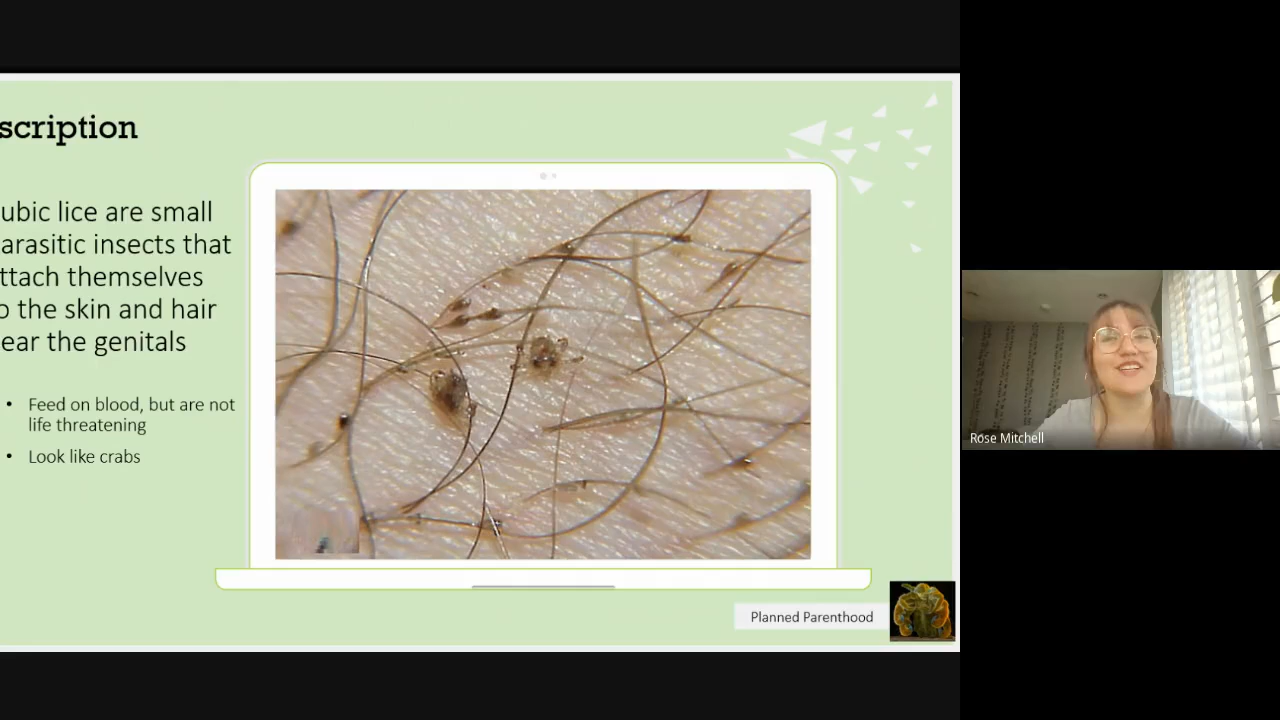 scription
ubic lice are small
arasitic insects that
ttach themselves
o the skin and hair
ear the genitals
• Feed on blood, but are not
life threatening
• Look like crabs
Planned Parenthood
Rose Mitchell